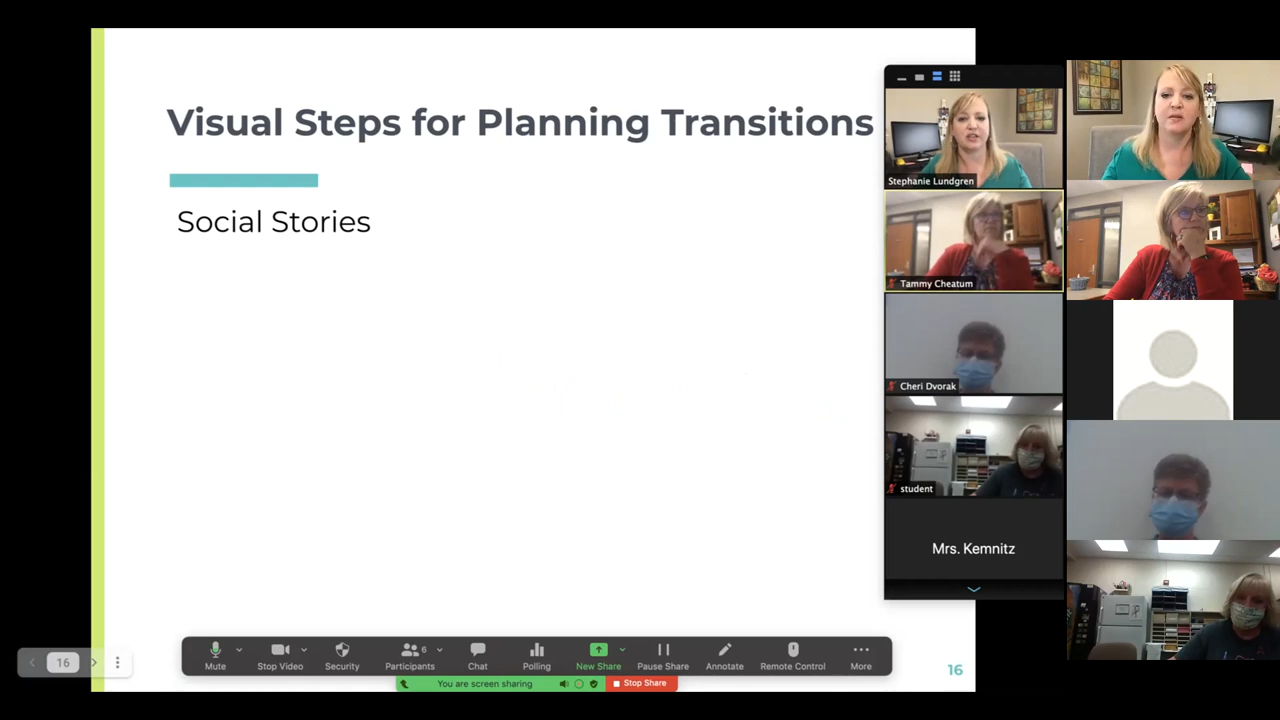 Visual Steps for Planning Transitions
Social Stories
Stephanie Lundgren
Tammy Cheatum
Cheri Dvorak
student
Mrs. Kemnitz
16
Mute
Stop Video
Security
Participants
6
Chat
Polling
New Share
Pause Share
Annotate
Remote Control
More
You are screen sharing
Stop Share
16